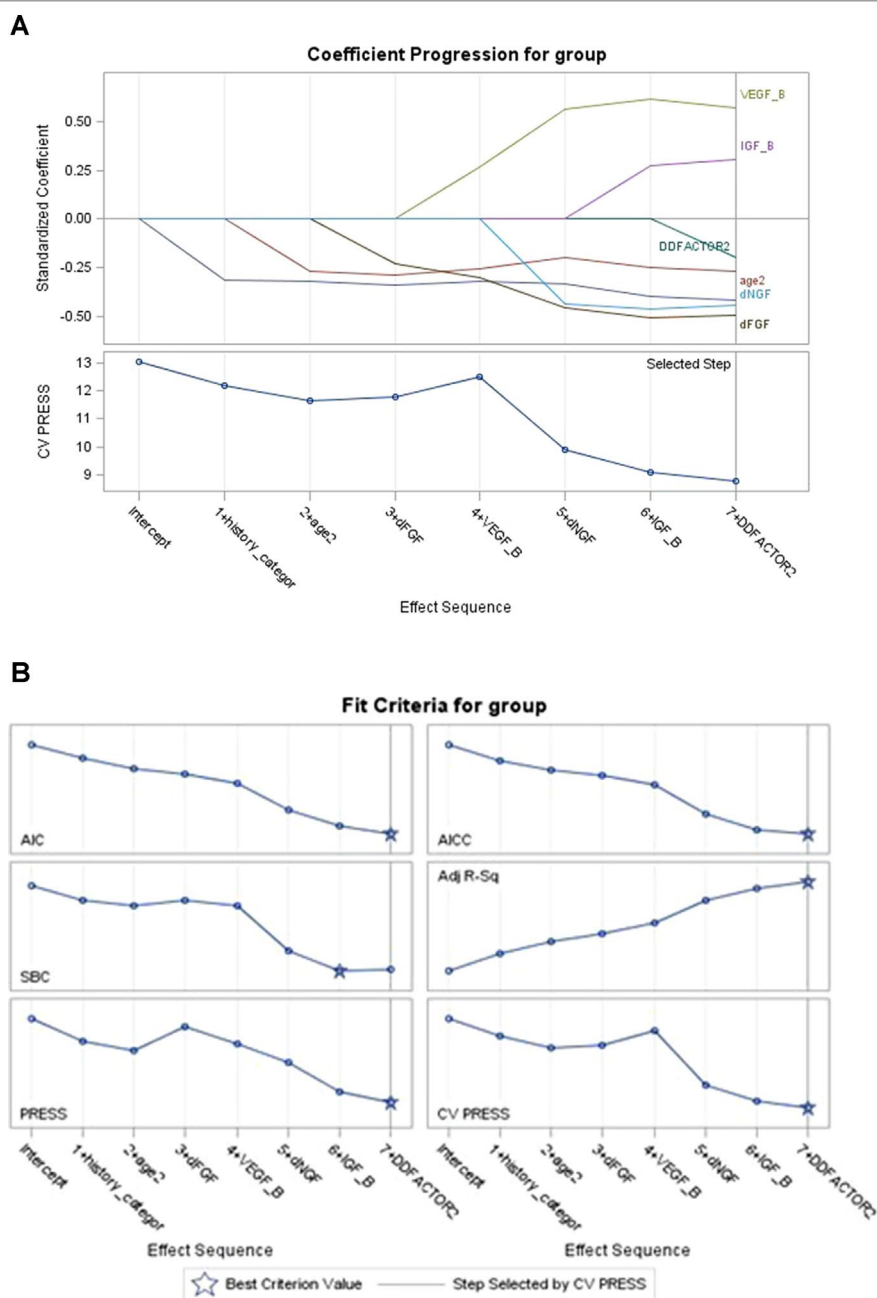 A
Coefficient Progression for group
Standardized Coefficient
0.50
0.25
0.00
-0.25
-0.50
VEGF_B
IGF_B
DDFACTOR2
age2
dNGF
dFGF
CV PRESS
13
12
11
10
9
Selected Step
Intercept
1+history_categor
2+age2
3+dFGF
4+VEGF_B
5+dNGF
6+IGF_B
7+DDFACTOR2
Effect Sequence
B
Fit Criteria for group
AIC
AICC
SBC
Adj R-Sq
PRESS
CV PRESS
Intercept
1+history_categor
2+age2
3+dFGF
4+VEGF_B
5+dNGF
6+IGF_B
7+DDFACTOR2
Intercept
1+history_categor
2+age2
3+dFGF
4+VEGF_B
5+dNGF
6+IGF_B
7+DDFACTOR2
Effect Sequence
Effect Sequence
Best Criterion Value
Step Selected by CV PRESS